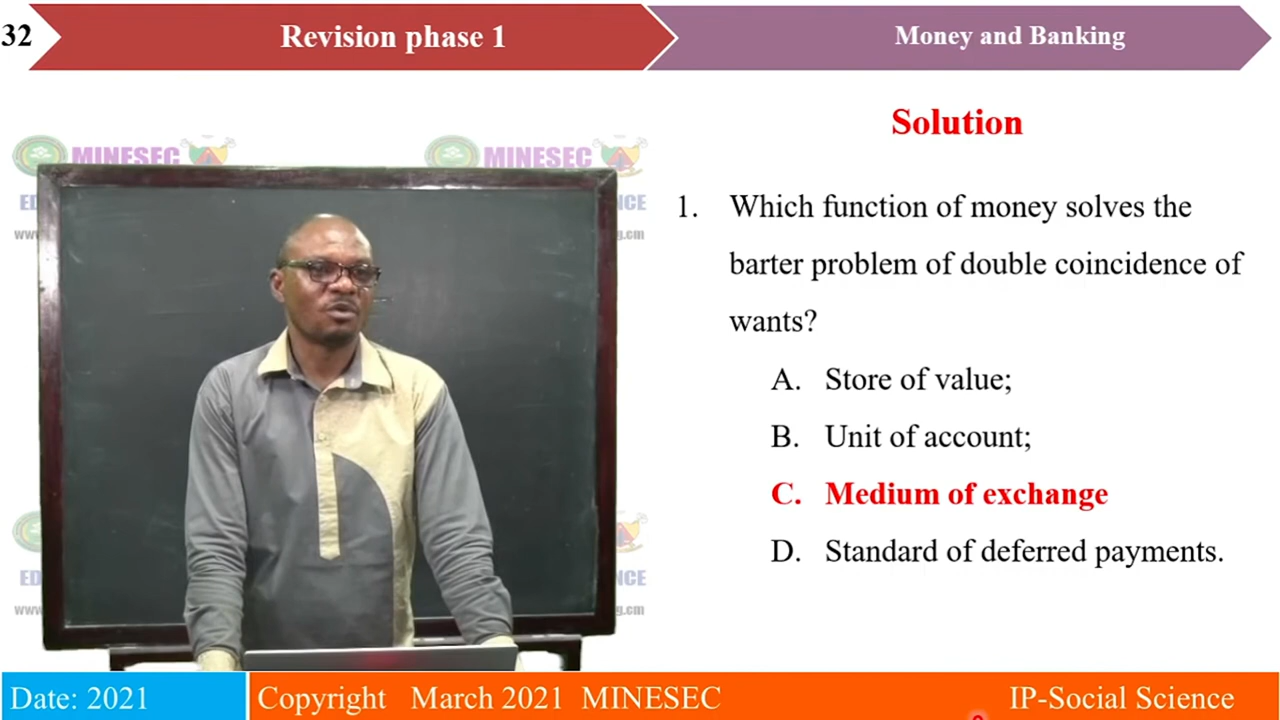 32
Revision phase 1
Money and Banking
Solution
MINESEC
MINESEC
1. Which function of money solves the
barter problem of double coincidence of
wants?
A. Store of value;
B. Unit of account;
C. Medium of exchange
D. Standard of deferred payments.
Date: 2021
Copyright March 2021 MINESEC
IP-Social Science